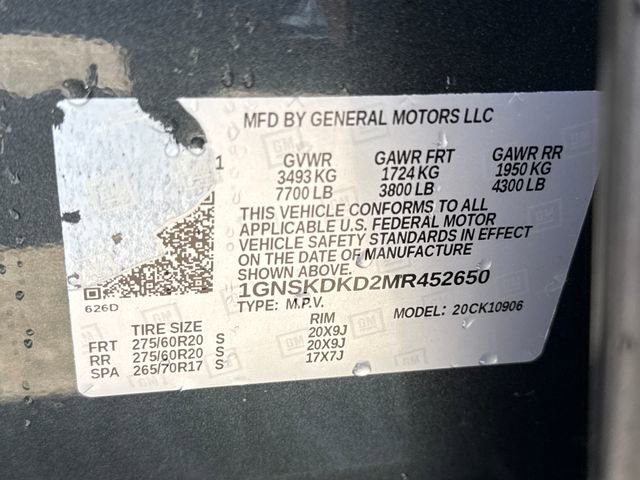 MFD BY GENERAL MOTORS LLC
1
GVWR GAWR FRT GAWR RR
3493 KG 1724 KG 1950 KG
7700 LB 3800 LB 4300 LB
THIS VEHICLE CONFORMS TO ALL
APPLICABLE U.S. FEDERAL MOTOR
VEHICLE SAFETY STANDARDS IN EFFECT
ON THE DATE OF MANUFACTURE
SHOWN ABOVE.
1GNSKDKD2MR452650
626D
TYPE: M.P.V. MODEL: 20CK10906
TIRE SIZE RIM
FRT 275/60R20 S 20X9J
RR 275/60R20 S 20X9J
SPA 265/70R17 S 17X7J